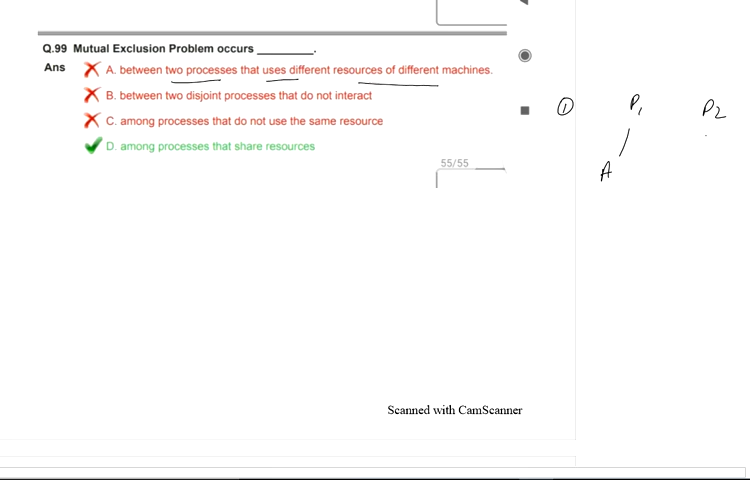 Q.99 Mutual Exclusion Problem occurs _________.
Ans A. between two processes that uses different resources of different machines.
B. between two disjoint processes that do not interact
C. among processes that do not use the same resource
D. among processes that share resources
55/55
① P1 P2
A
Scanned with CamScanner